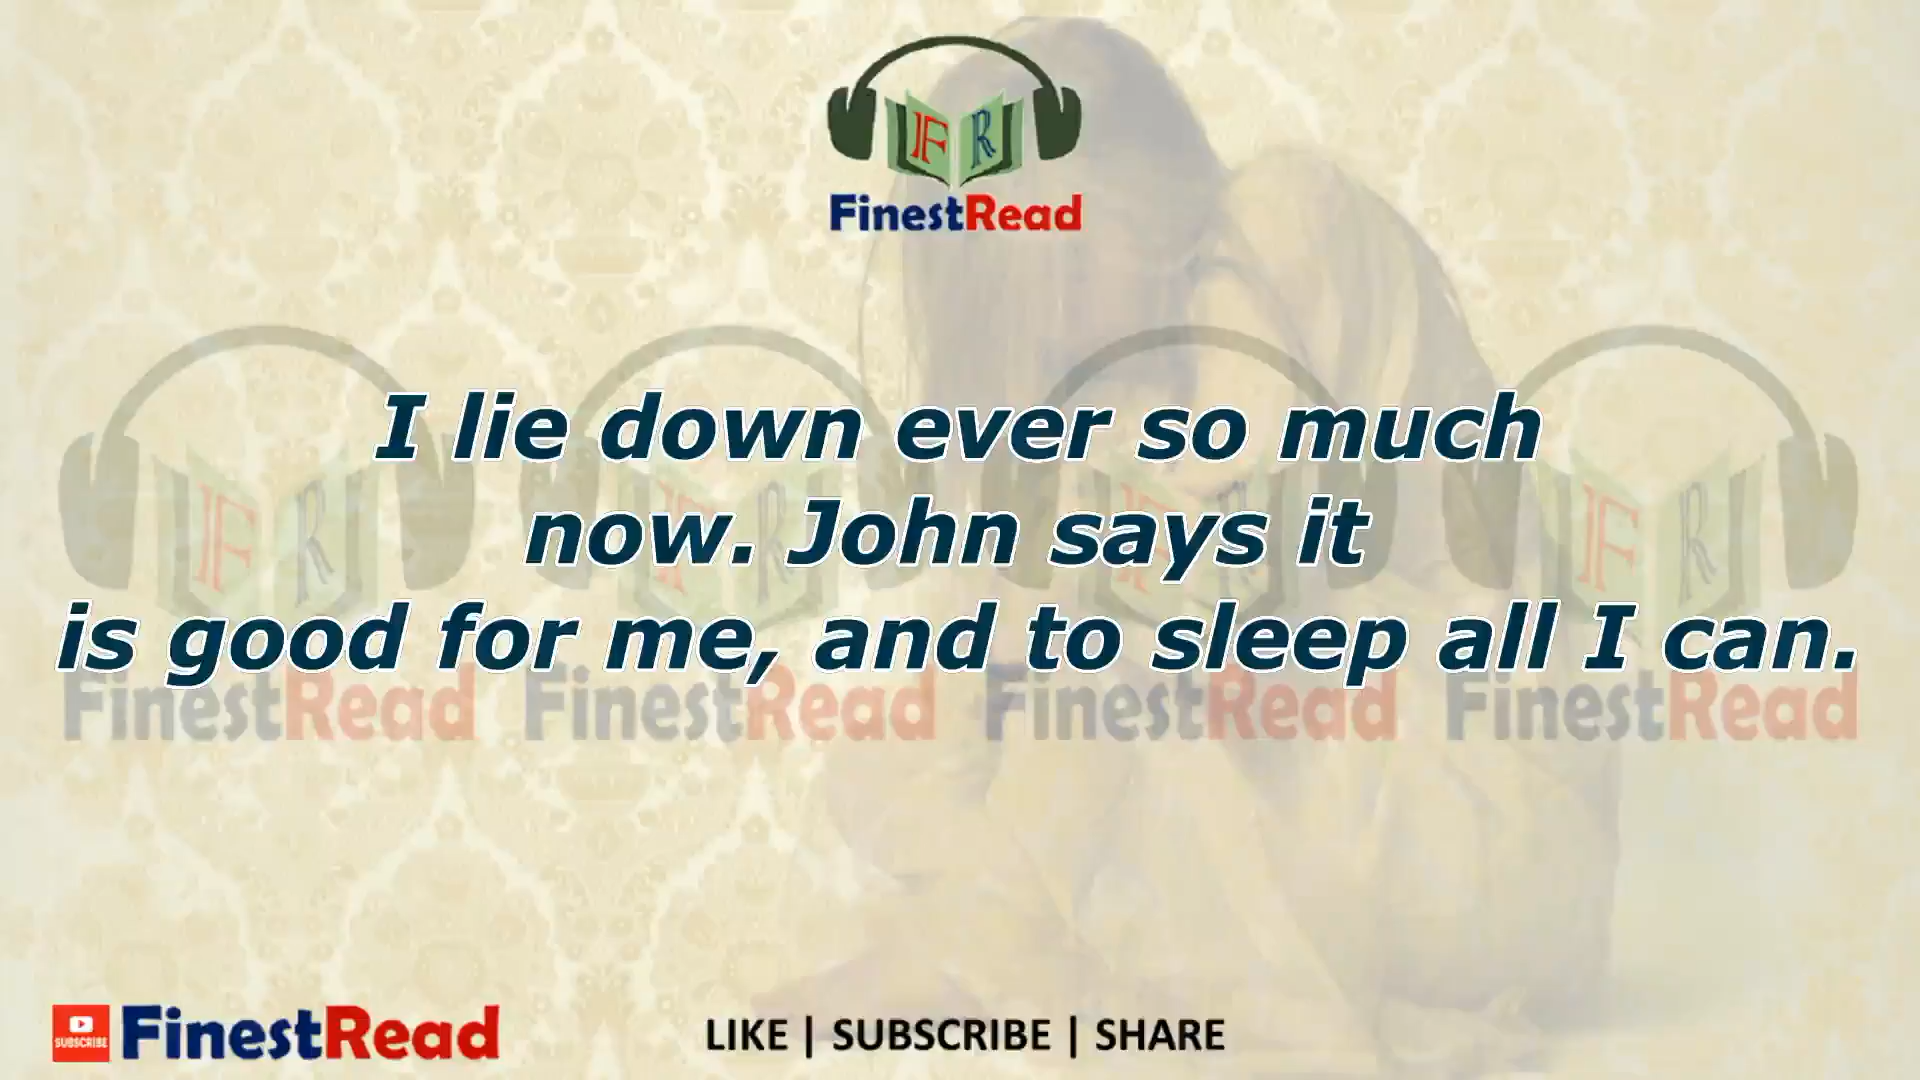 F R
FinestRead
I lie down ever so much
now. John says it
is good for me, and to sleep all I can.
F R F R F R F R
FinestRead FinestRead FinestRead FinestRead
SUBSCRIBE FinestRead LIKE | SUBSCRIBE | SHARE